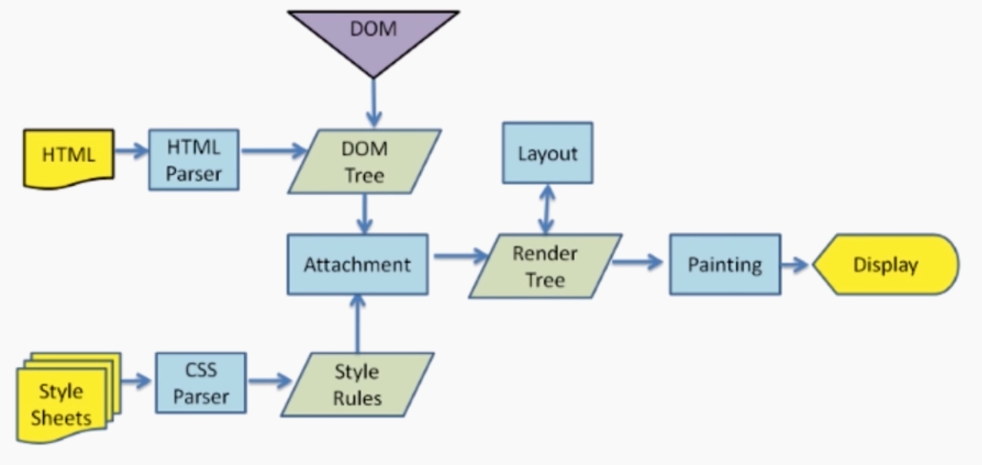 DOM
HTML
HTML
Parser
DOM
Tree
Layout
Attachment
Render
Tree
Painting
Display
Style
Sheets
CSS
Parser
Style
Rules